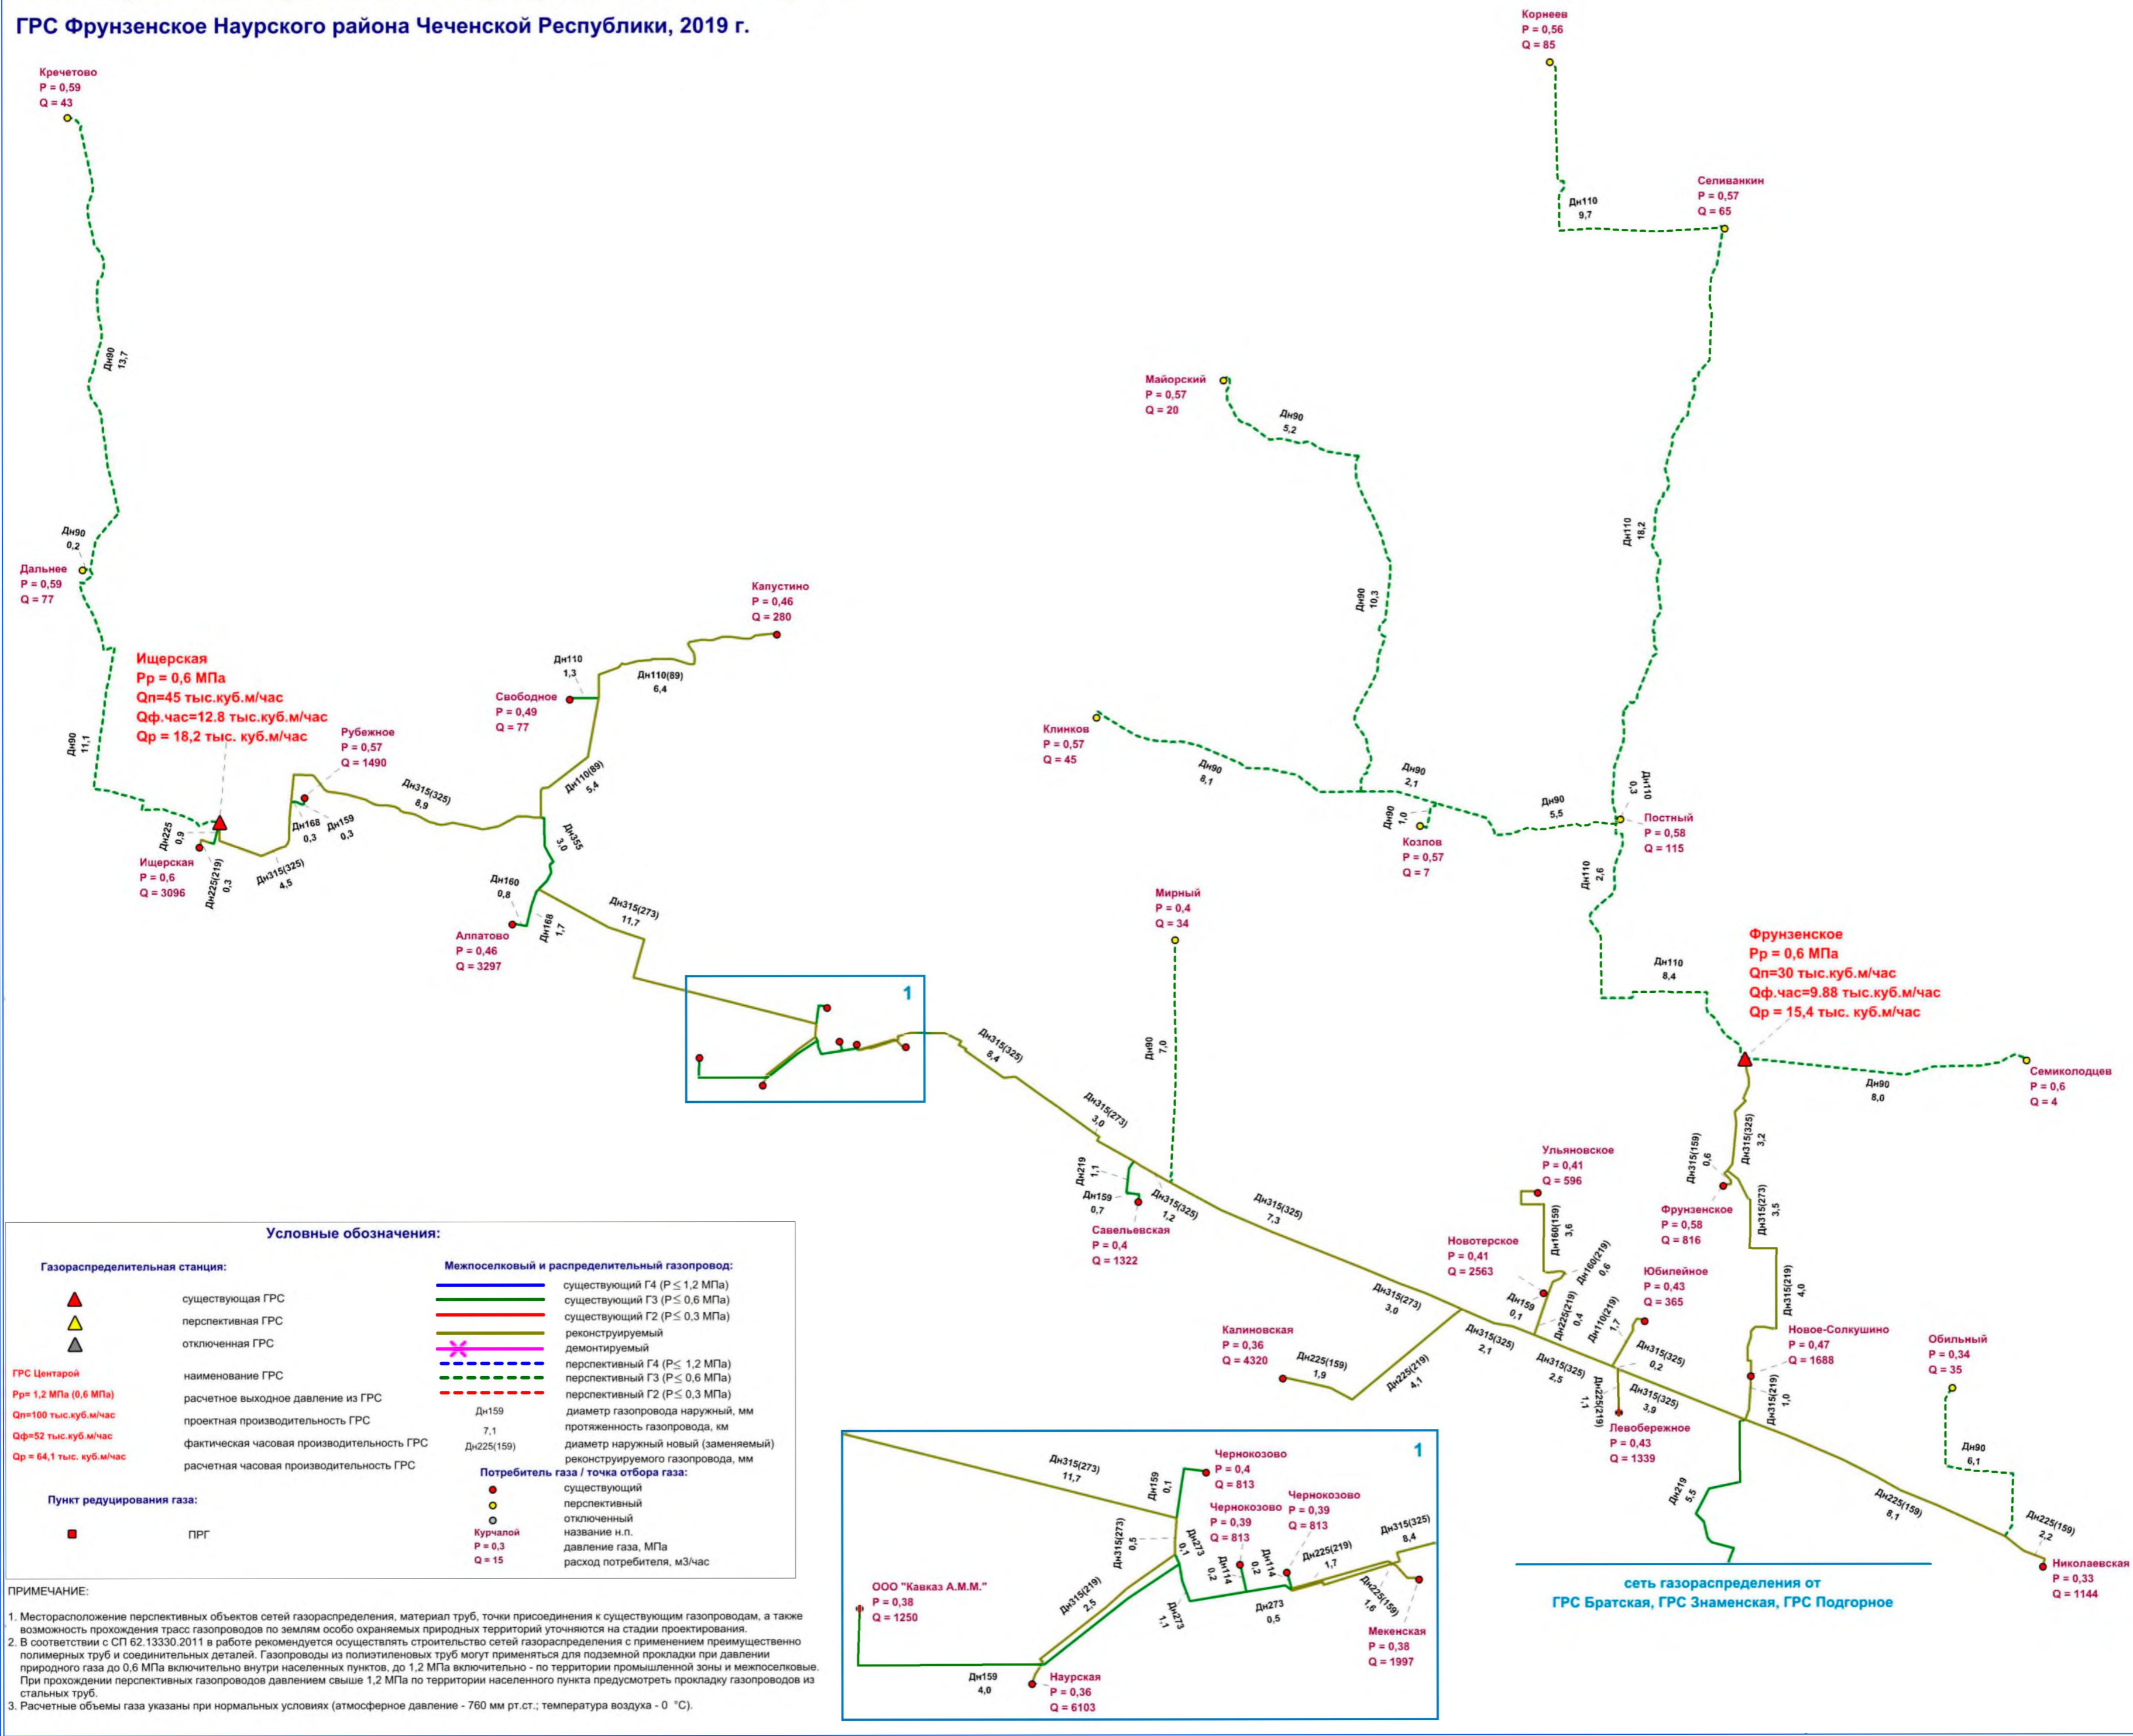 ГРС Фрунзенское Наурского района Чеченской Республики, 2019 г.
Кречетово
P = 0,59
Q = 43
Корнеев
P = 0,56
Q = 85
Дн110
9,7
Селиванкин
P = 0,57
Q = 65
Дн90
13,7
Майорский
P = 0,57
Q = 20
Дн90
5,2
Дн110
18,2
Дн90
0,2
Дальнее
P = 0,59
Q = 77
Дн90
10,3
Капустино
P = 0,46
Q = 280
Дн110
1,3
Дн110(89)
6,4
Свободное
P = 0,49
Q = 77
Дн110(89)
5,4
Ищерская
Pр = 0,6 МПа
Qп=45 тыс.куб.м/час
Qф.час=12.8 тыс.куб.м/час
Qр = 18,2 тыс. куб.м/час
Дн90
11,1
Рубежное
P = 0,57
Q = 1490
Дн315(325)
8,9
Дн168
0,3
Дн159
0,3
Дн225
0,9
Ищерская
P = 0,6
Q = 3096
Дн225(219)
0,3
Дн315(325)
4,5
Дн355
3,0
Дн160
0,8
Дн168
1,7
Алпатово
P = 0,46
Q = 3297
Дн315(273)
11,7
1
Клинков
P = 0,57
Q = 45
Дн90
8,1
Дн90
2,1
Дн90
1,0
Козлов
P = 0,57
Q = 7
Дн90
5,5
Дн110
0,3
Постный
P = 0,58
Q = 115
Дн110
2,6
Мирный
P = 0,4
Q = 34
Дн90
7,0
Дн110
8,4
Фрунзенское
Pр = 0,6 МПа
Qп=30 тыс.куб.м/час
Qф.час=9.88 тыс.куб.м/час
Qр = 15,4 тыс. куб.м/час
Дн90
8,0
Семиколодцев
P = 0,6
Q = 4
Дн315(325)
8,4
Дн315(273)
3,0
Дн219
1,1
Дн159
0,7
Дн315(325)
1,2
Савельевская
P = 0,4
Q = 1322
Дн315(325)
7,3
Дн315(159)
0,6
Дн315(325)
3,2
Фрунзенское
P = 0,58
Q = 816
Дн315(273)
3,5
Дн315(219)
4,0
Ульяновское
P = 0,41
Q = 596
Дн160(159)
3,6
Дн160(219)
0,6
Новотерское
P = 0,41
Q = 2563
Дн159
0,1
Дн225(219)
0,4
Юбилейное
P = 0,43
Q = 365
Дн110(219)
1,7
Дн315(273)
3,0
Калиновская
P = 0,36
Q = 4320
Дн225(159)
1,9
Дн225(219)
4,1
Дн315(325)
2,1
Дн315(325)
2,5
Дн315(325)
0,2
Дн225(219)
1,1
Дн315(325)
3,9
Левобережное
P = 0,43
Q = 1339
Новое-Солкушино
P = 0,47
Q = 1688
Дн315(219)
1,0
Обильный
P = 0,34
Q = 35
Дн90
6,1
Дн219
5,5
Дн225(159)
8,1
Дн225(159)
2,2
Николаевская
P = 0,33
Q = 1144
сеть газораспределения от
ГРС Братская, ГРС Знаменская, ГРС Подгорное
Условные обозначения:
Газораспределительная станция:
существующая ГРС
перспективная ГРС
отключенная ГРС
ГРС Центарой
наименование ГРС
Pр= 1,2 МПа (0,6 МПа)
расчетное выходное давление из ГРС
Qп=100 тыс.куб.м/час
проектная производительность ГРС
Qф=52 тыс.куб.м/час
фактическая часовая производительность ГРС
Qр = 64,1 тыс. куб.м/час
расчетная часовая производительность ГРС
Пункт редуцирования газа:
ПРГ
Межпоселковый и распределительный газопровод:
существующий Г4 (P ≤ 1,2 МПа)
существующий Г3 (P ≤ 0,6 МПа)
существующий Г2 (P ≤ 0,3 МПа)
реконструируемый
демонтируемый
перспективный Г4 (P ≤ 1,2 МПа)
перспективный Г3 (P ≤ 0,6 МПа)
перспективный Г2 (P ≤ 0,3 МПа)
Дн159
диаметр газопровода наружный, мм
7,1
протяженность газопровода, км
Дн225(159)
диаметр наружный новый (заменяемый)
реконструируемого газопровода, мм
Потребитель газа / точка отбора газа:
существующий
перспективный
отключенный
Курчалой
название н.п.
P = 0,3
давление газа, МПа
Q = 15
расход потребителя, м3/час
1
Дн315(273)
11,7
Дн159
0,1
Чернокозово
P = 0,4
Q = 813
Чернокозово
P = 0,39
Q = 813
Чернокозово
P = 0,39
Q = 813
Дн315(273)
0,5
Дн273
0,1
Дн114
0,2
Дн114
0,2
Дн225(219)
1,7
Дн315(325)
8,4
Дн225(159)
1,6
Дн315(219)
2,5
Дн273
1,1
Дн273
0,5
Мекенская
P = 0,38
Q = 1997
ООО "Кавказ А.М.М."
P = 0,38
Q = 1250
Дн159
4,0
Наурская
P = 0,36
Q = 6103
ПРИМЕЧАНИЕ:
1. Месторасположение перспективных объектов сетей газораспределения, материал труб, точки присоединения к существующим газопроводам, а также
возможность прохождения трасс газопроводов по землям особо охраняемых природных территорий уточняются на стадии проектирования.
2. В соответствии с СП 62.13330.2011 в работе рекомендуется осуществлять строительство сетей газораспределения с применением преимущественно
полимерных труб и соединительных деталей. Газопроводы из полиэтиленовых труб могут применяться для подземной прокладки при давлении
природного газа до 0,6 МПа включительно внутри населенных пунктов, до 1,2 МПа включительно - по территории промышленной зоны и межпоселковые.
При прохождении перспективных газопроводов давлением свыше 1,2 МПа по территории населенного пункта предусмотреть прокладку газопроводов из
стальных труб.
3. Расчетные объемы газа указаны при нормальных условиях (атмосферное давление - 760 мм рт.ст.; температура воздуха - 0 °С).